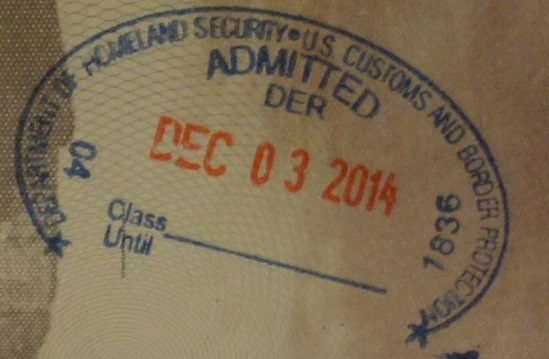 DEPARTMENT OF HOMELAND SECURITY • U.S. CUSTOMS AND BORDER PROTECTION
ADMITTED
DER
DEC 03 2014
04
1836
Class
Until